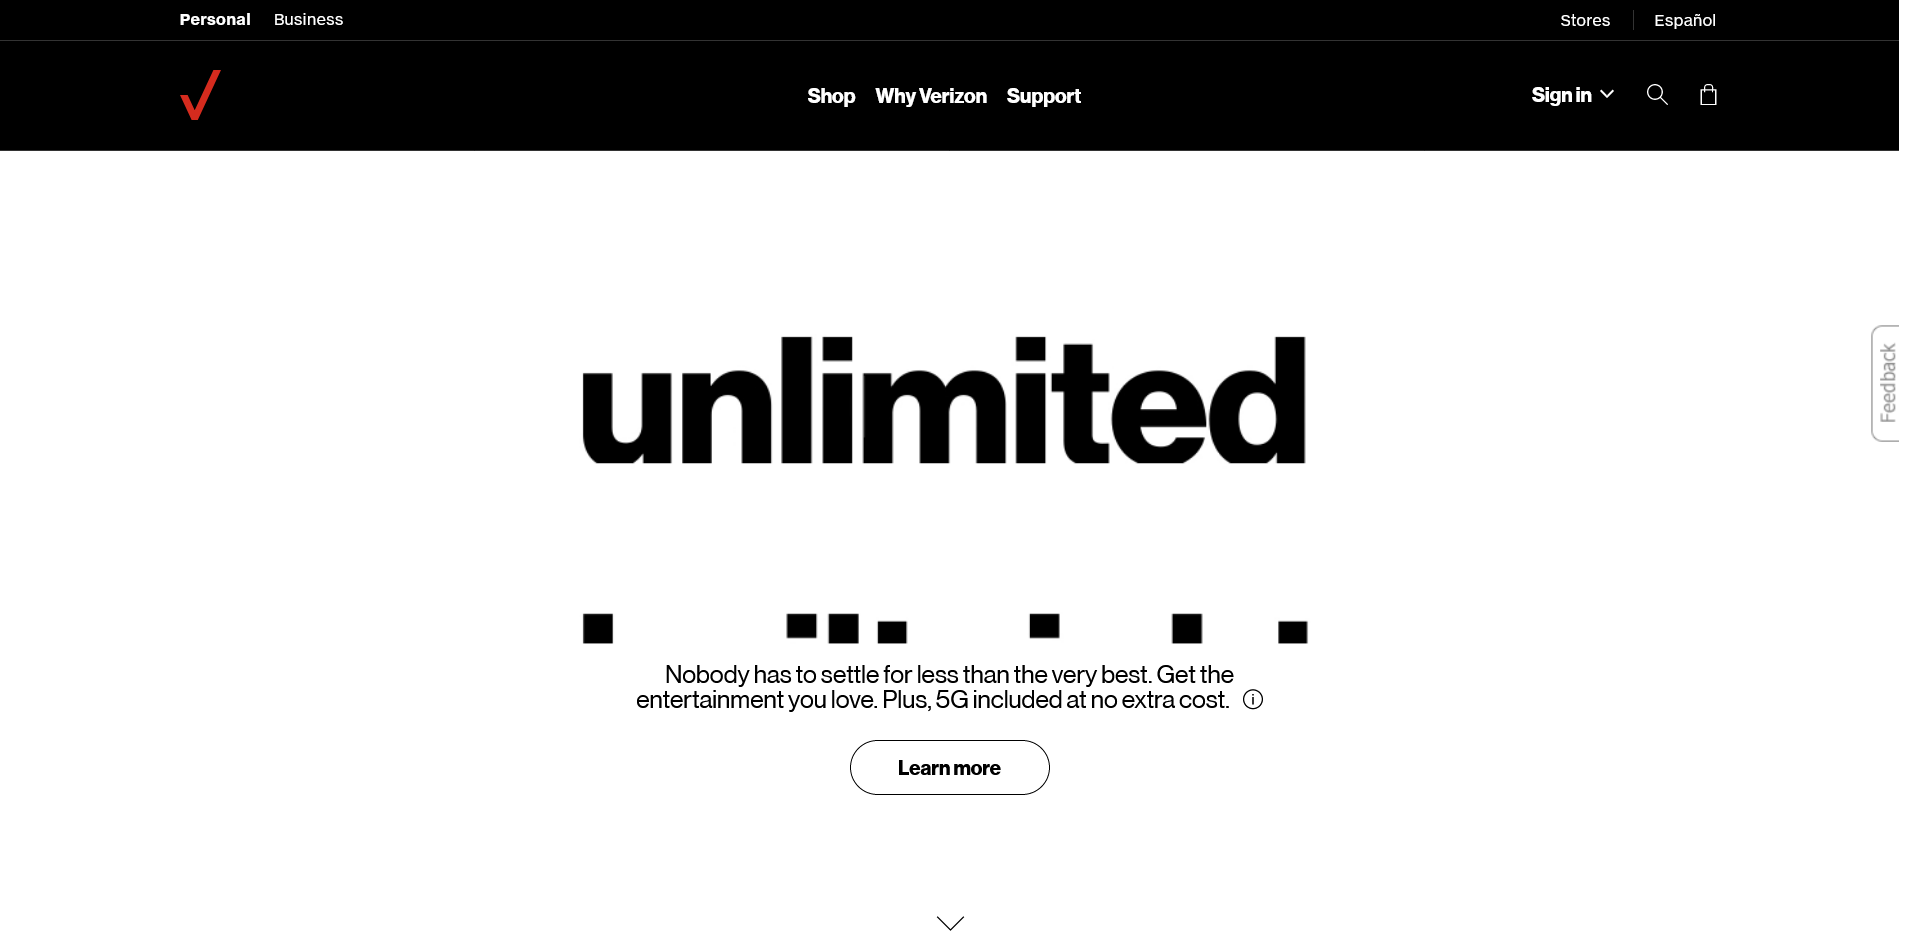 Personal Business Stores Español
Shop Why Verizon Support Sign in
Feedback
unlimited
Nobody has to settle for less than the very best. Get the
entertainment you love. Plus, 5G included at no extra cost.
Learn more